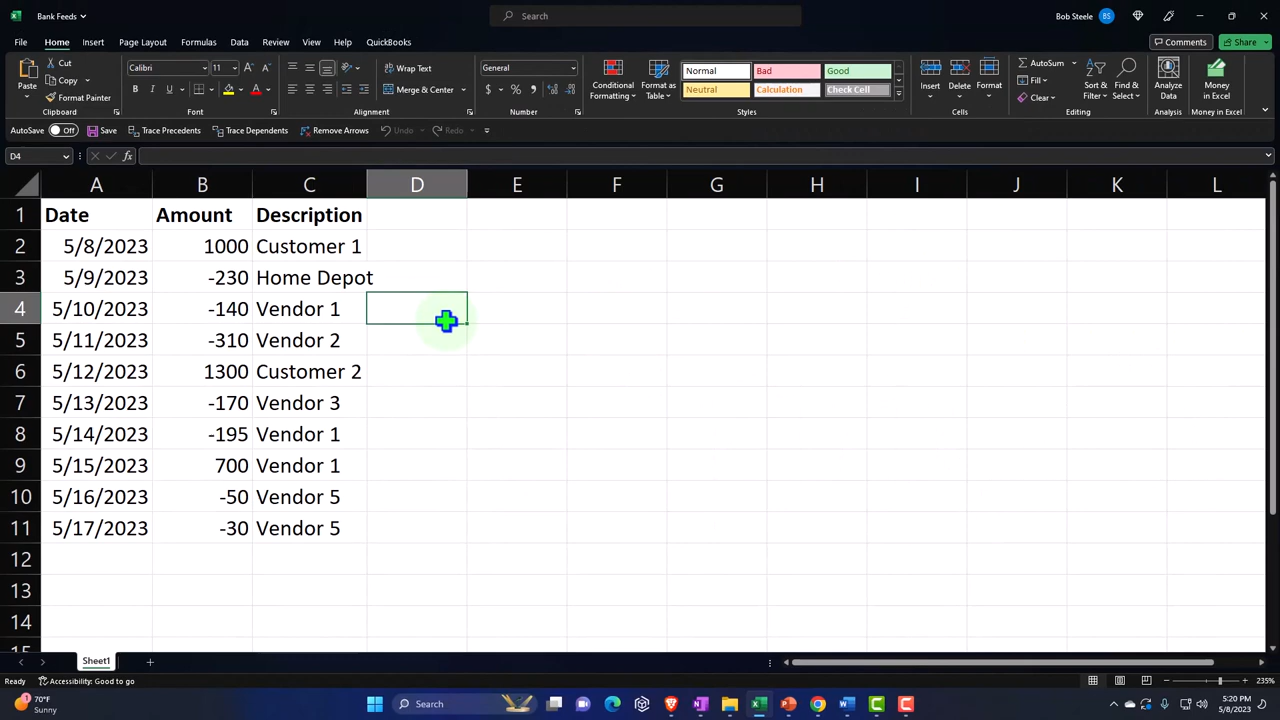 Bank Feeds
Search
Bob Steele
BS
File
Home
Insert
Page Layout
Formulas
Data
Review
View
Help
QuickBooks
Comments
Share
Paste
Cut
Copy
Format Painter
Clipboard
Calibri
11
B
I
U
Font
Wrap Text
Merge & Center
Alignment
General
Number
Conditional
Formatting
Format as
Table
Normal
Bad
Good
Neutral
Calculation
Check Cell
Styles
Insert
Delete
Format
Cells
AutoSum
Fill
Clear
Editing
Sort &
Filter
Find &
Select
Analyze
Data
Analysis
Money
in Excel
Money in Excel
AutoSave
Off
Save
Trace Precedents
Trace Dependents
Remove Arrows
Undo
Redo
D4
fx
A B C D E F G H I J K L
1 Date Amount Description
2 5/8/2023 1000 Customer 1
3 5/9/2023 -230 Home Depot
4 5/10/2023 -140 Vendor 1
5 5/11/2023 -310 Vendor 2
6 5/12/2023 1300 Customer 2
7 5/13/2023 -170 Vendor 3
8 5/14/2023 -195 Vendor 1
9 5/15/2023 700 Vendor 1
10 5/16/2023 -50 Vendor 5
11 5/17/2023 -30 Vendor 5
12
13
14
15
Sheet1
Ready
Accessibility: Good to go
235%
70°F
Sunny
Search
5:20 PM
5/8/2023